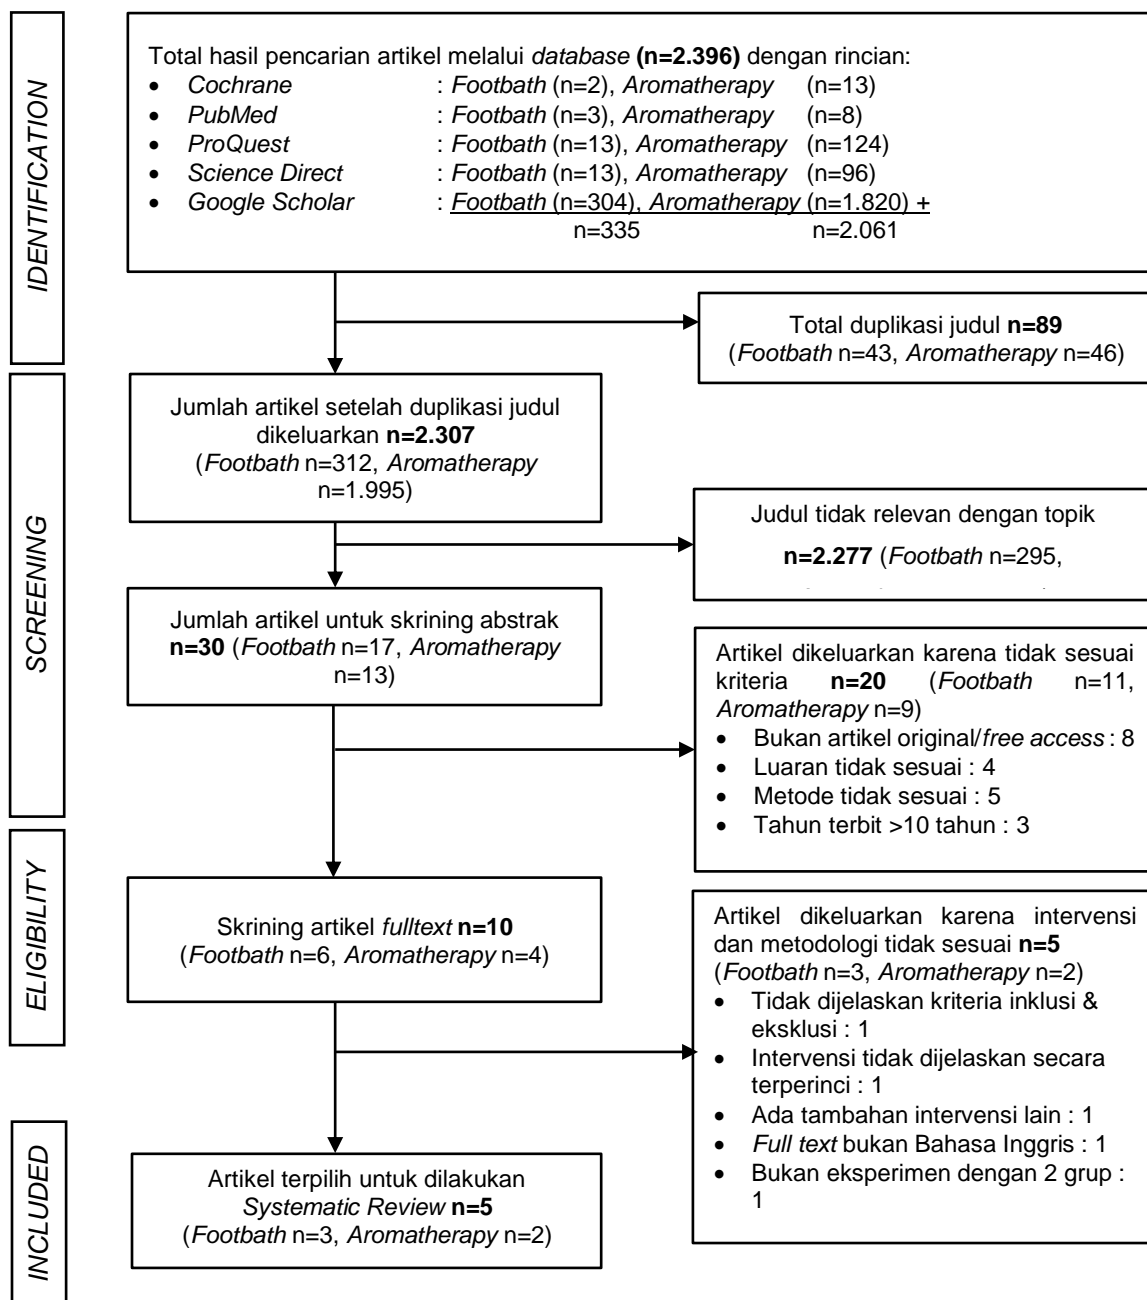 IDENTIFICATION
Total hasil pencarian artikel melalui database (n=2.396) dengan rincian:
• Cochrane : Footbath (n=2), Aromatherapy (n=13)
• PubMed : Footbath (n=3), Aromatherapy (n=8)
• ProQuest : Footbath (n=13), Aromatherapy (n=124)
• Science Direct : Footbath (n=13), Aromatherapy (n=96)
• Google Scholar : Footbath (n=304), Aromatherapy (n=1.820) +
n=335 n=2.061
Total duplikasi judul n=89
(Footbath n=43, Aromatherapy n=46)
SCREENING
Jumlah artikel setelah duplikasi judul
dikeluarkan n=2.307
(Footbath n=312, Aromatherapy
n=1.995)
Judul tidak relevan dengan topik
n=2.277 (Footbath n=295,
Jumlah artikel untuk skrining abstrak
n=30 (Footbath n=17, Aromatherapy
n=13)
Artikel dikeluarkan karena tidak sesuai
kriteria n=20 (Footbath n=11,
Aromatherapy n=9)
• Bukan artikel original/free access : 8
• Luaran tidak sesuai : 4
• Metode tidak sesuai : 5
• Tahun terbit >10 tahun : 3
ELIGIBILITY
Skrining artikel fulltext n=10
(Footbath n=6, Aromatherapy n=4)
Artikel dikeluarkan karena intervensi
dan metodologi tidak sesuai n=5
(Footbath n=3, Aromatherapy n=2)
• Tidak dijelaskan kriteria inklusi &
eksklusi : 1
• Intervensi tidak dijelaskan secara
terperinci : 1
• Ada tambahan intervensi lain : 1
• Full text bukan Bahasa Inggris : 1
• Bukan eksperimen dengan 2 grup :
1
INCLUDED
Artikel terpilih untuk dilakukan
Systematic Review n=5
(Footbath n=3, Aromatherapy n=2)